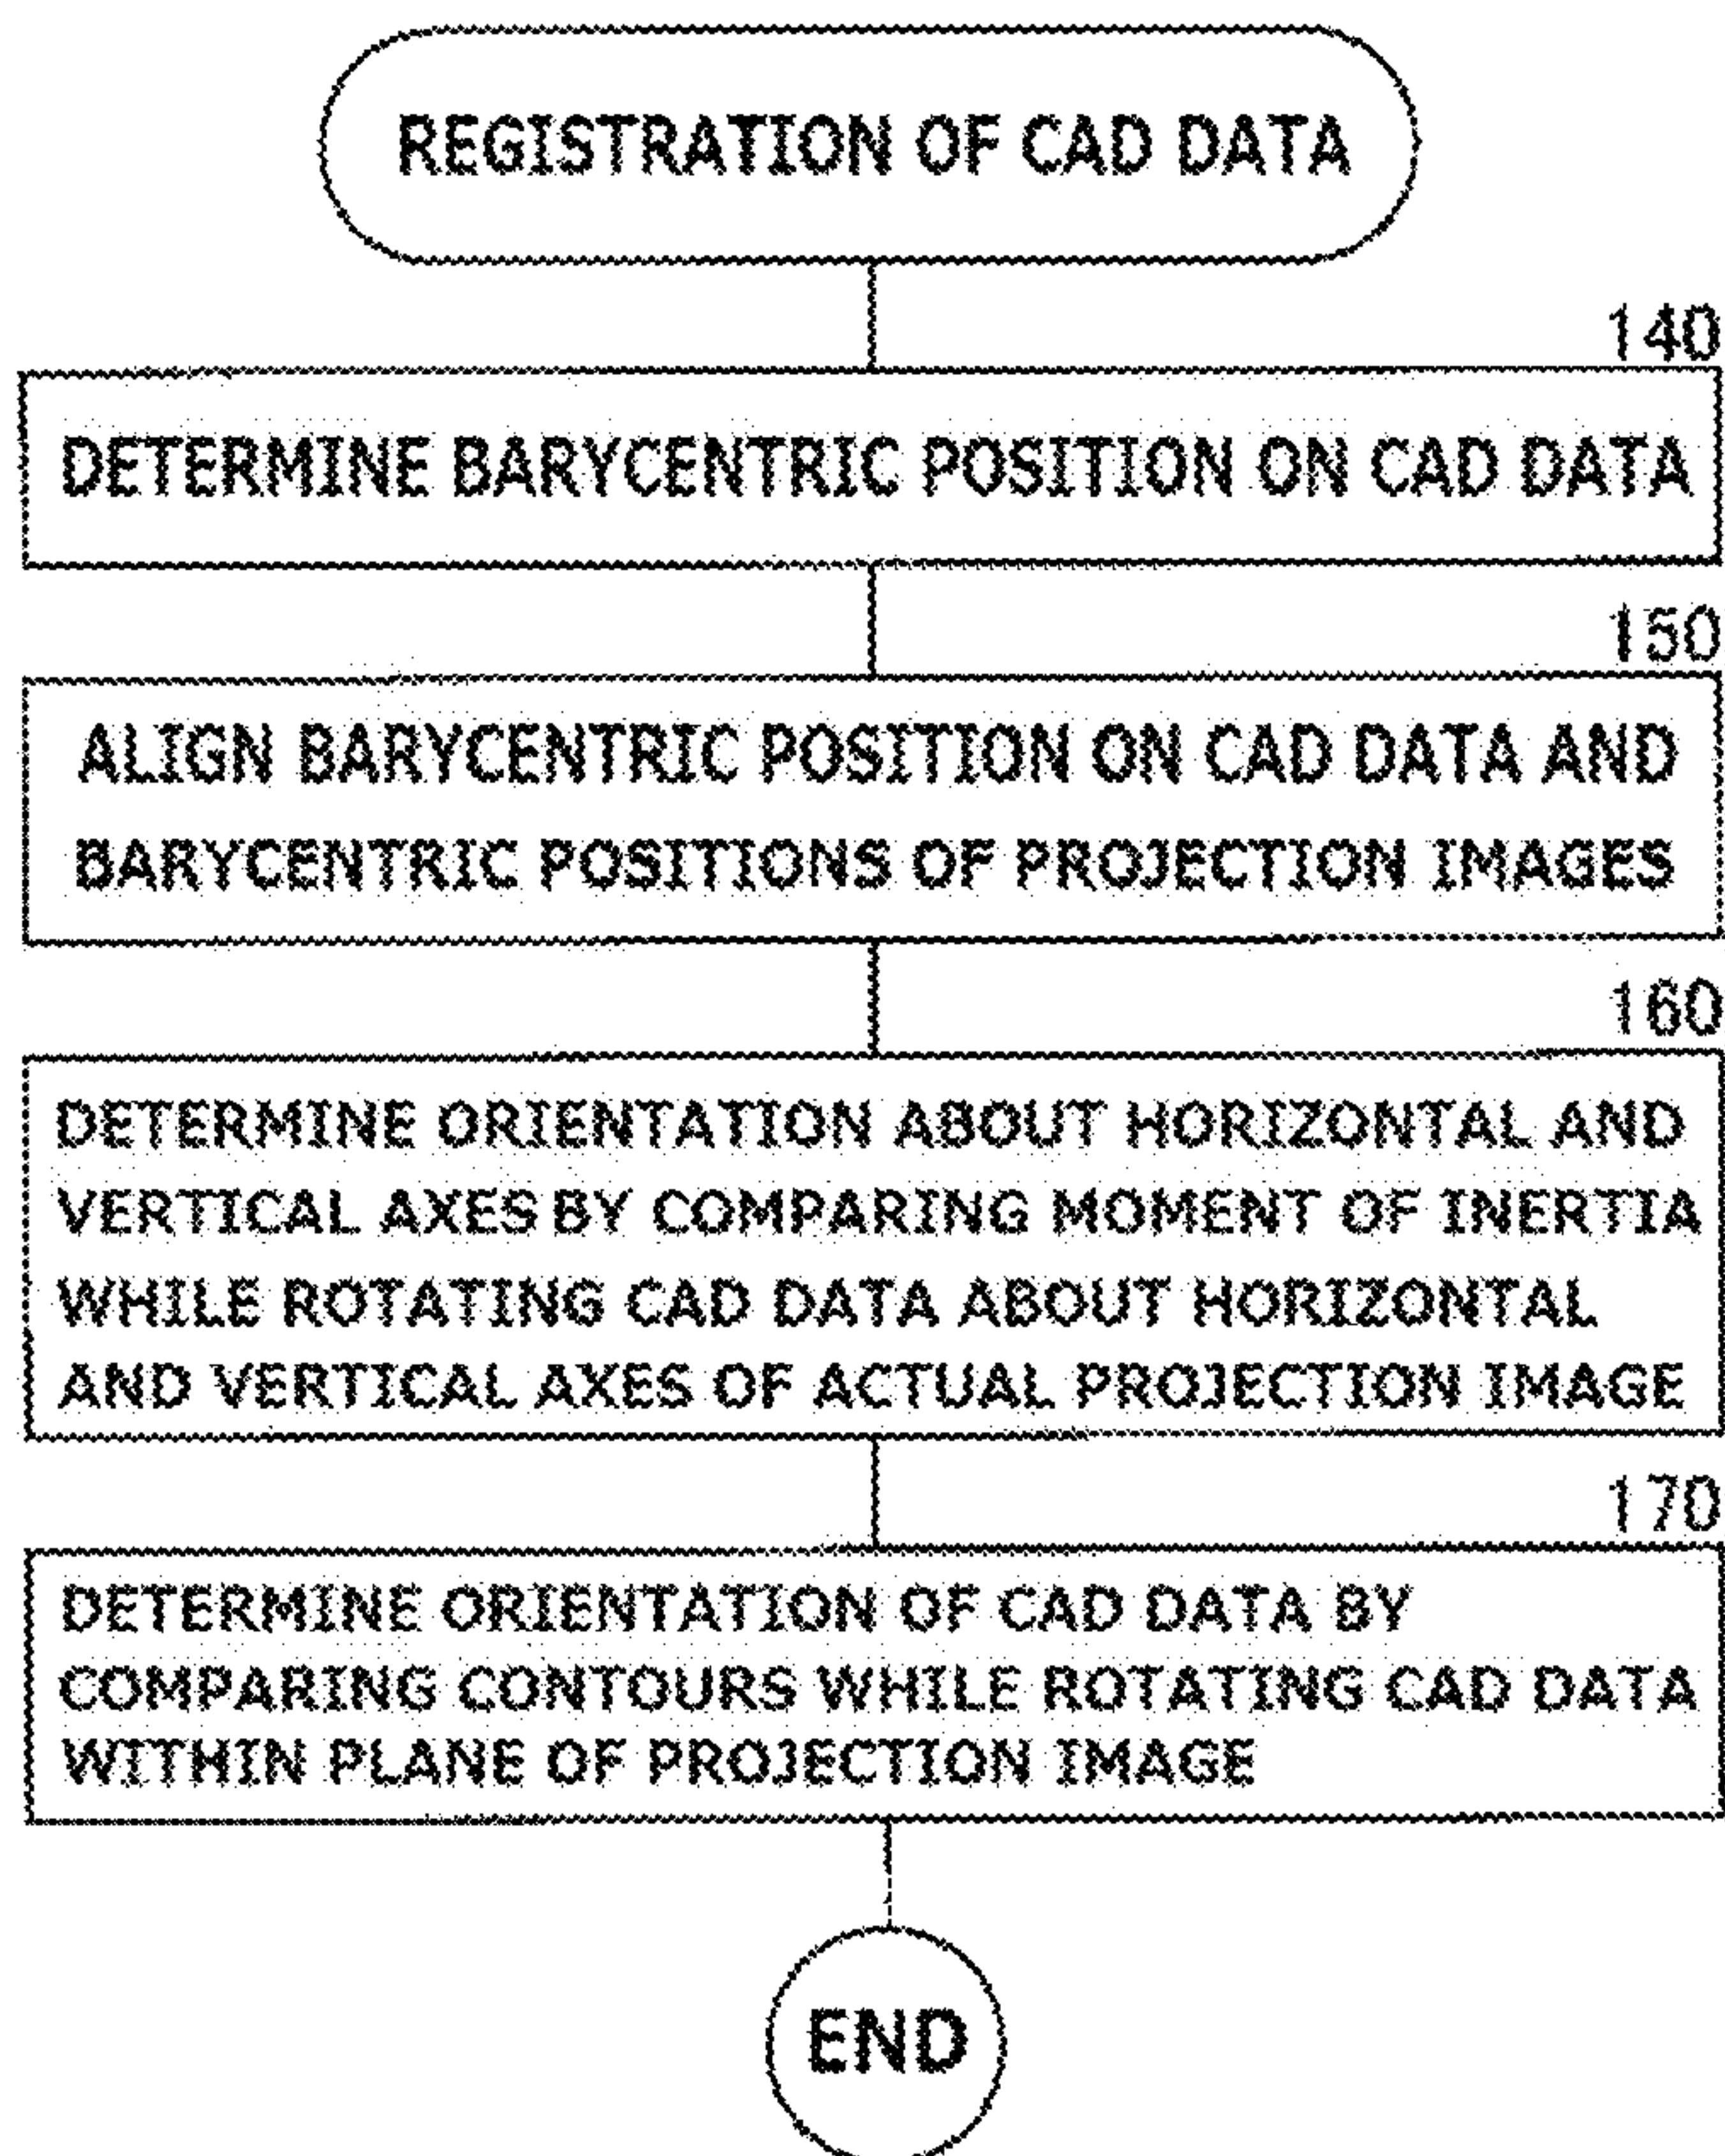 REGISTRATION OF CAD DATA
140
DETERMINE BARYCENTRIC POSITION ON CAD DATA
150
ALIGN BARYCENTRIC POSITION ON CAD DATA AND
BARYCENTRIC POSITIONS OF PROJECTION IMAGES
160
DETERMINE ORIENTATION ABOUT HORIZONTAL AND
VERTICAL AXES BY COMPARING MOMENT OF INERTIA
WHILE ROTATING CAD DATA ABOUT HORIZONTAL
AND VERTICAL AXES OF ACTUAL PROJECTION IMAGE
170
DETERMINE ORIENTATION OF CAD DATA BY
COMPARING CONTOURS WHILE ROTATING CAD DATA
WITHIN PLANE OF PROJECTION IMAGE
END